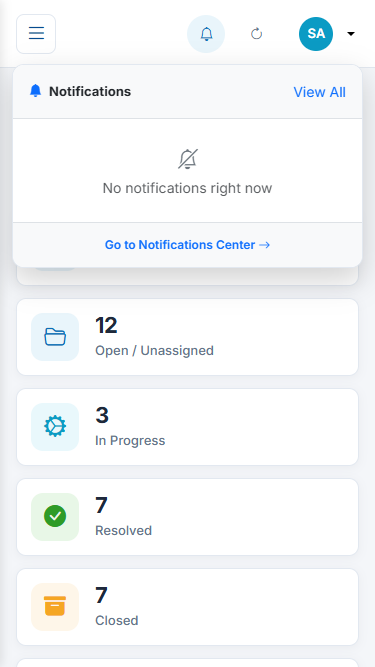 SA
Notifications
View All
No notifications right now
Go to Notifications Center →
12
Open / Unassigned
3
In Progress
7
Resolved
7
Closed